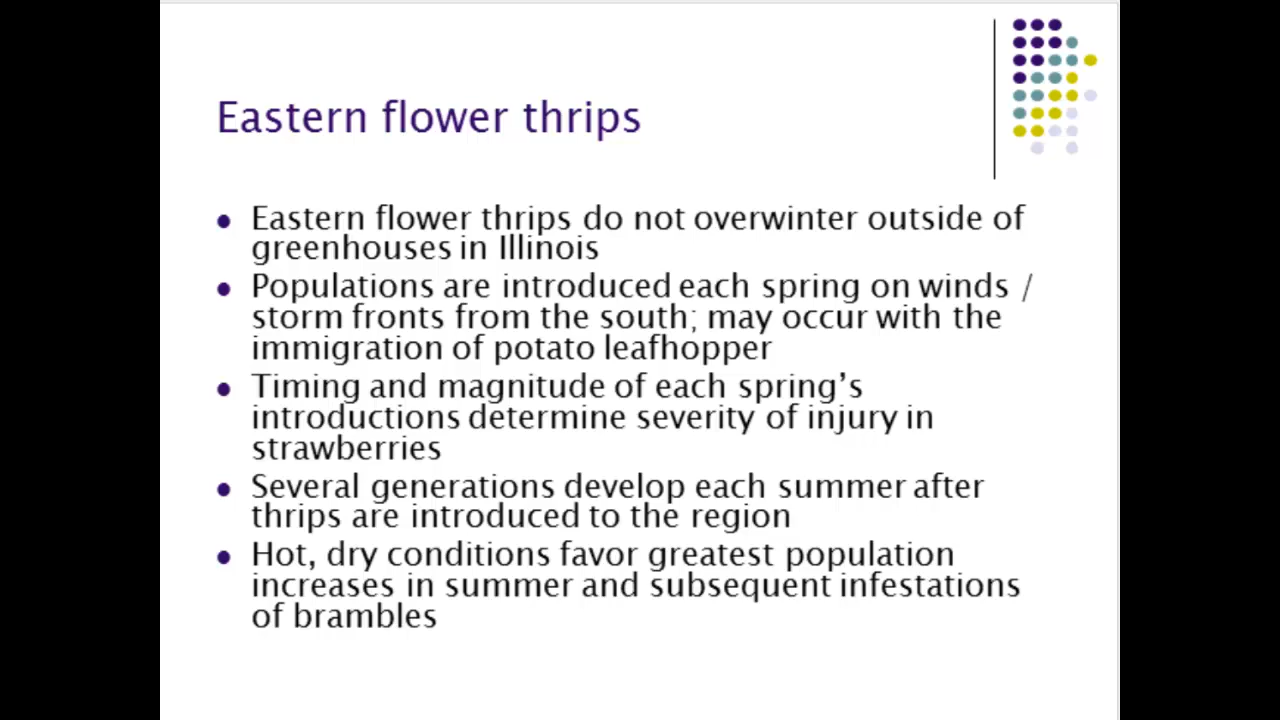 Eastern flower thrips
Eastern flower thrips do not overwinter outside of
greenhouses in Illinois
Populations are introduced each spring on winds /
storm fronts from the south; may occur with the
immigration of potato leafhopper
Timing and magnitude of each spring’s
introductions determine severity of injury in
strawberries
Several generations develop each summer after
thrips are introduced to the region
Hot, dry conditions favor greatest population
increases in summer and subsequent infestations
of brambles